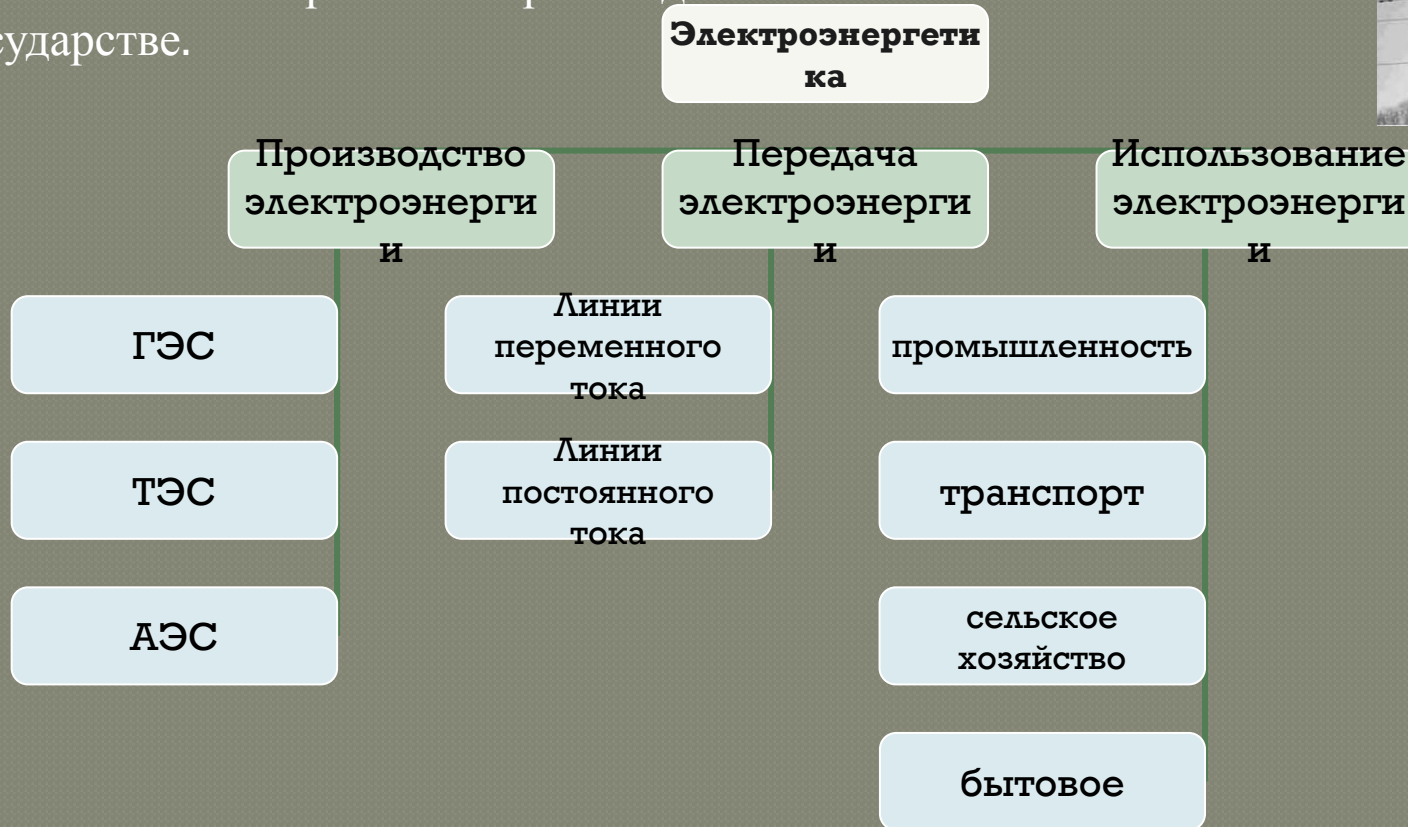 сударстве.
Электроэнергети
ка
Производство
электроэнерги
и
Передача
электроэнерги
и
Использование
электроэнерги
и
ГЭС
Линии
переменного
тока
промышленность
ТЭС
Линии
постоянного
тока
транспорт
АЭС
сельское
хозяйство
бытовое